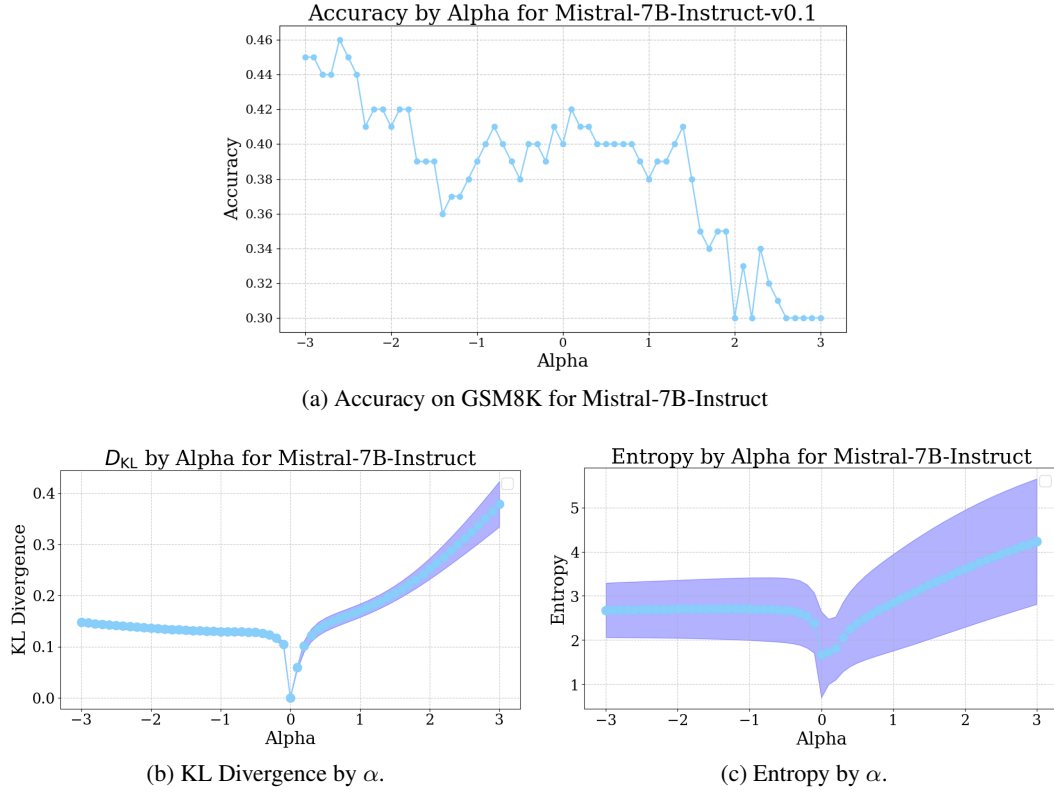 Accuracy by Alpha for Mistral-7B-Instruct-v0.1
0.46
0.44
0.42
0.40
0.38
0.36
0.34
0.32
0.30
Accuracy
−3 −2 −1 0 1 2 3
Alpha
(a) Accuracy on GSM8K for Mistral-7B-Instruct
D_KL by Alpha for Mistral-7B-Instruct
0.4
0.3
0.2
0.1
0.0
KL Divergence
−3 −2 −1 0 1 2 3
Alpha
(b) KL Divergence by α.
Entropy by Alpha for Mistral-7B-Instruct
5
4
3
2
1
Entropy
−3 −2 −1 0 1 2 3
Alpha
(c) Entropy by α.